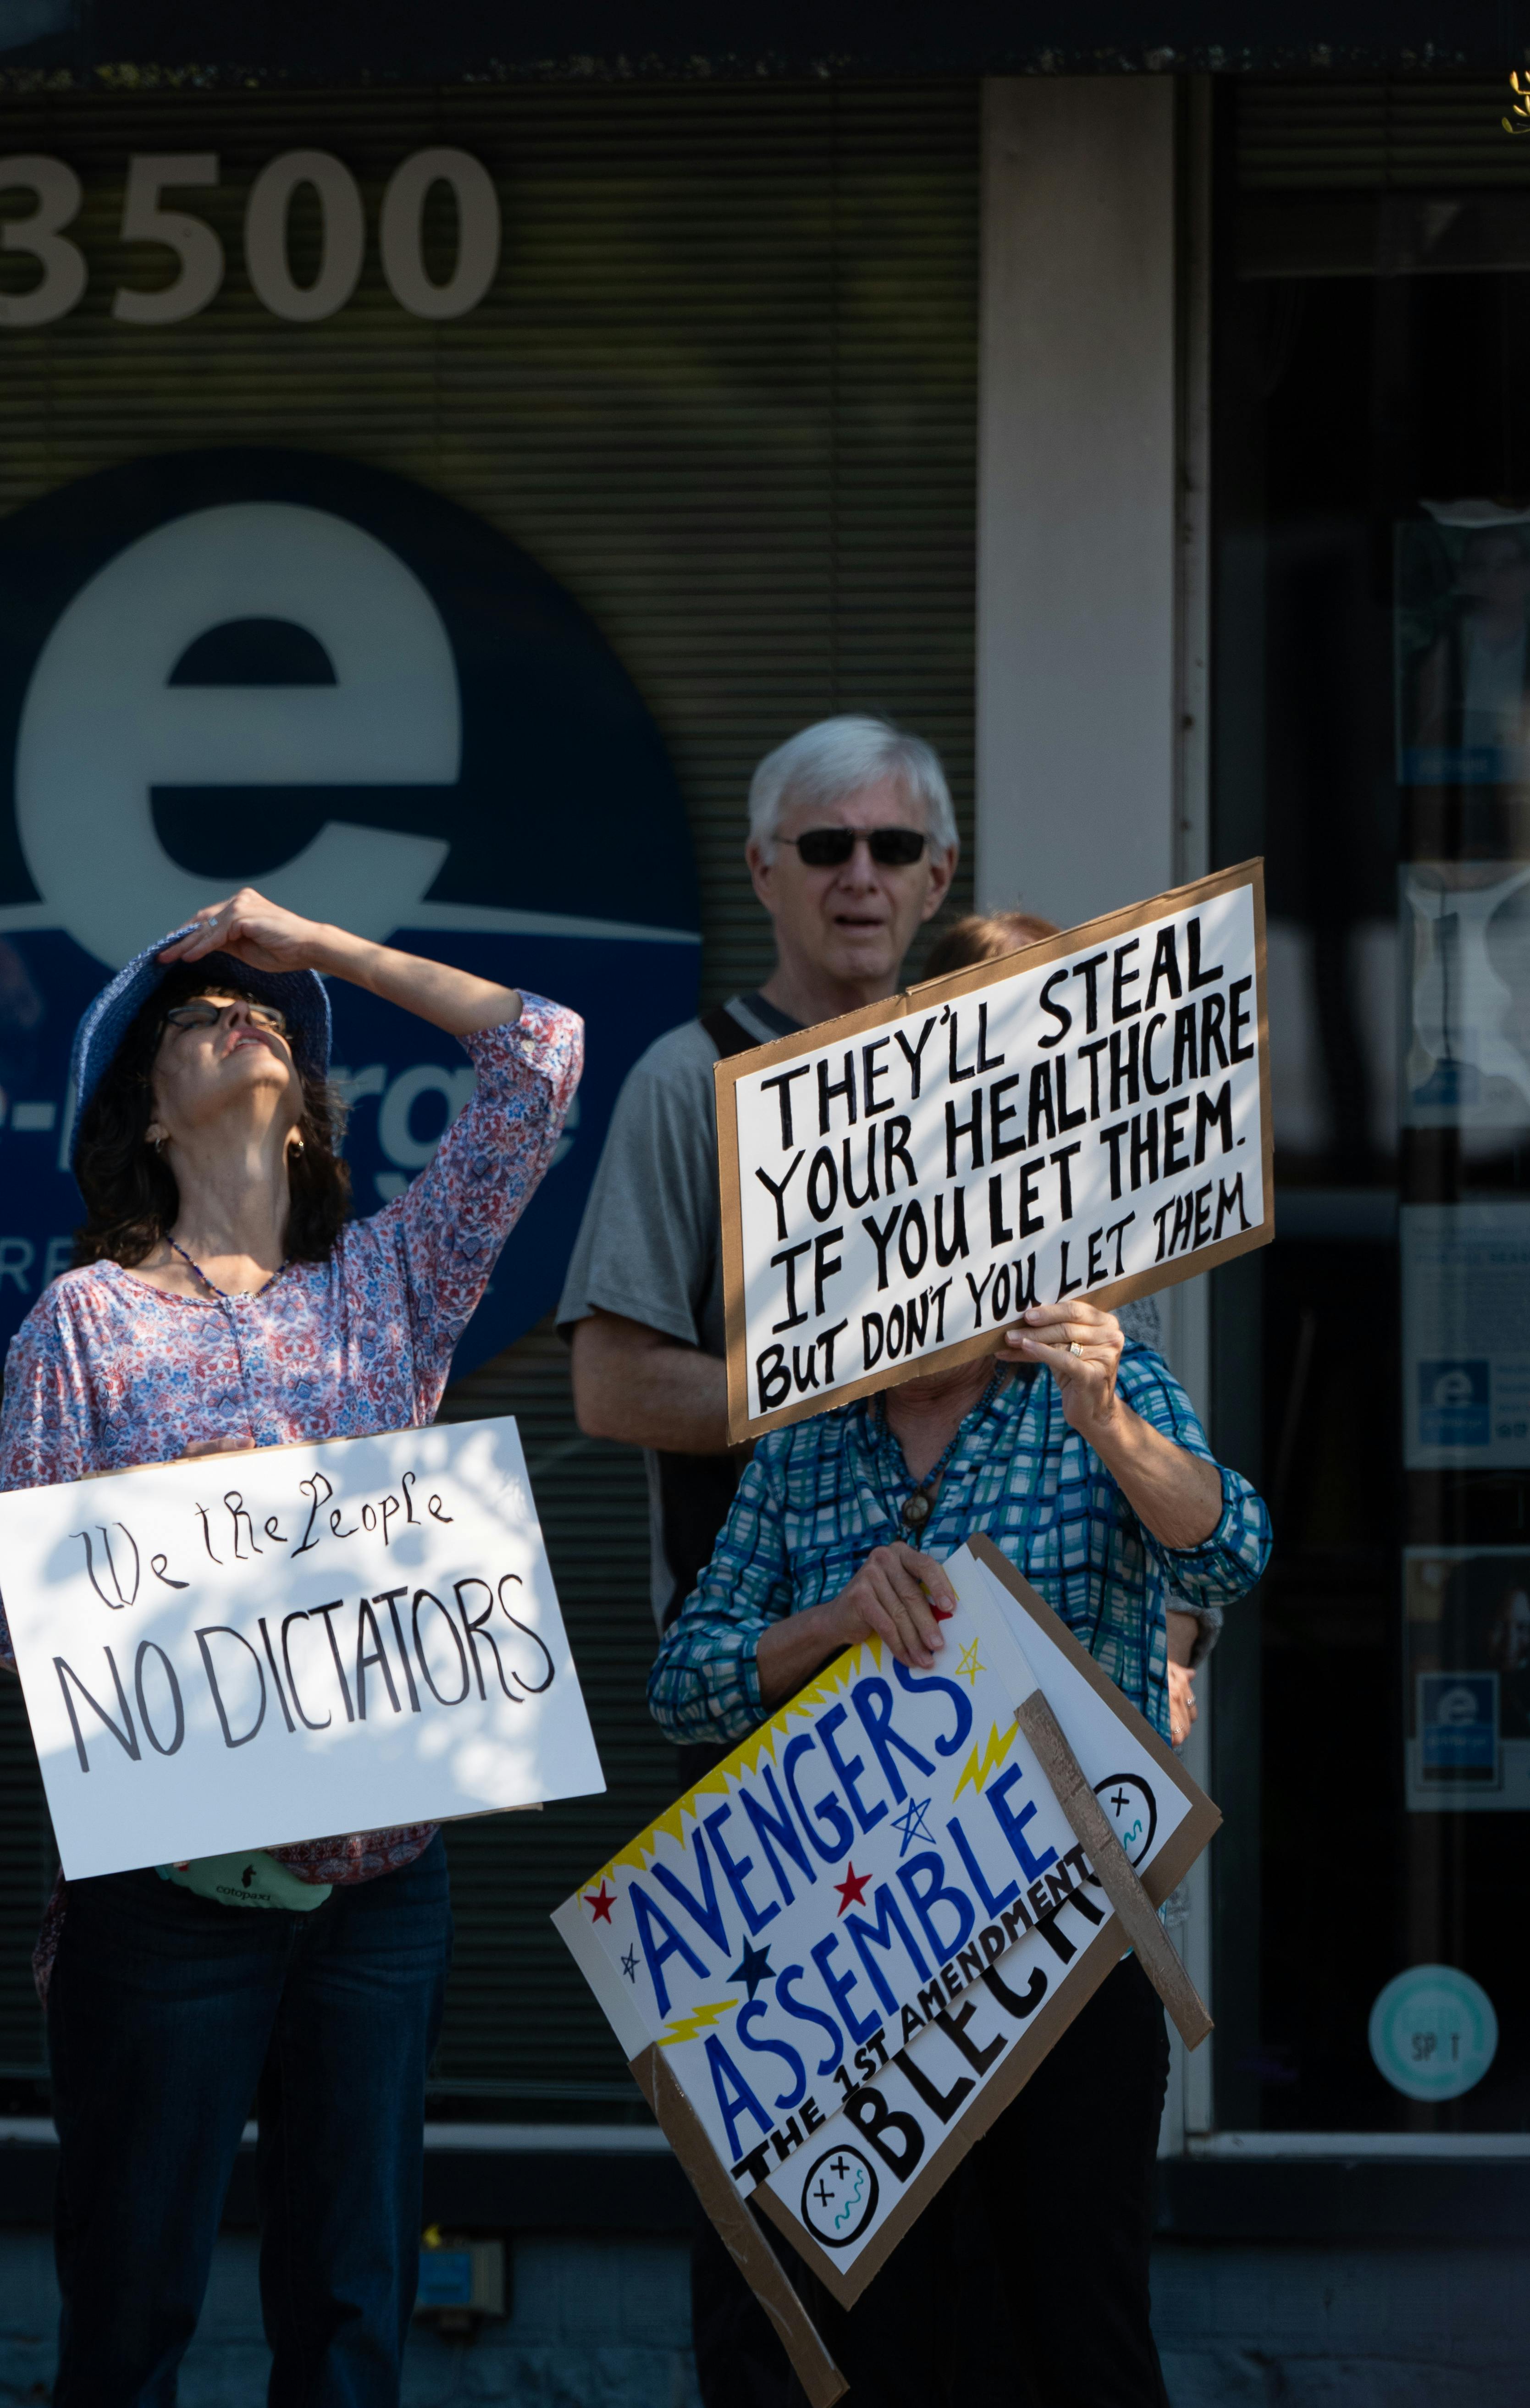 3500
e
We the People
NO DICTATORS
cotopaxi
THEY'LL STEAL
YOUR HEALTHCARE
IF YOU LET THEM.
BUT DON'T YOU LET THEM
AVENGERS
ASSEMBLE
THE 1ST AMENDMENT
BLECH
e
e